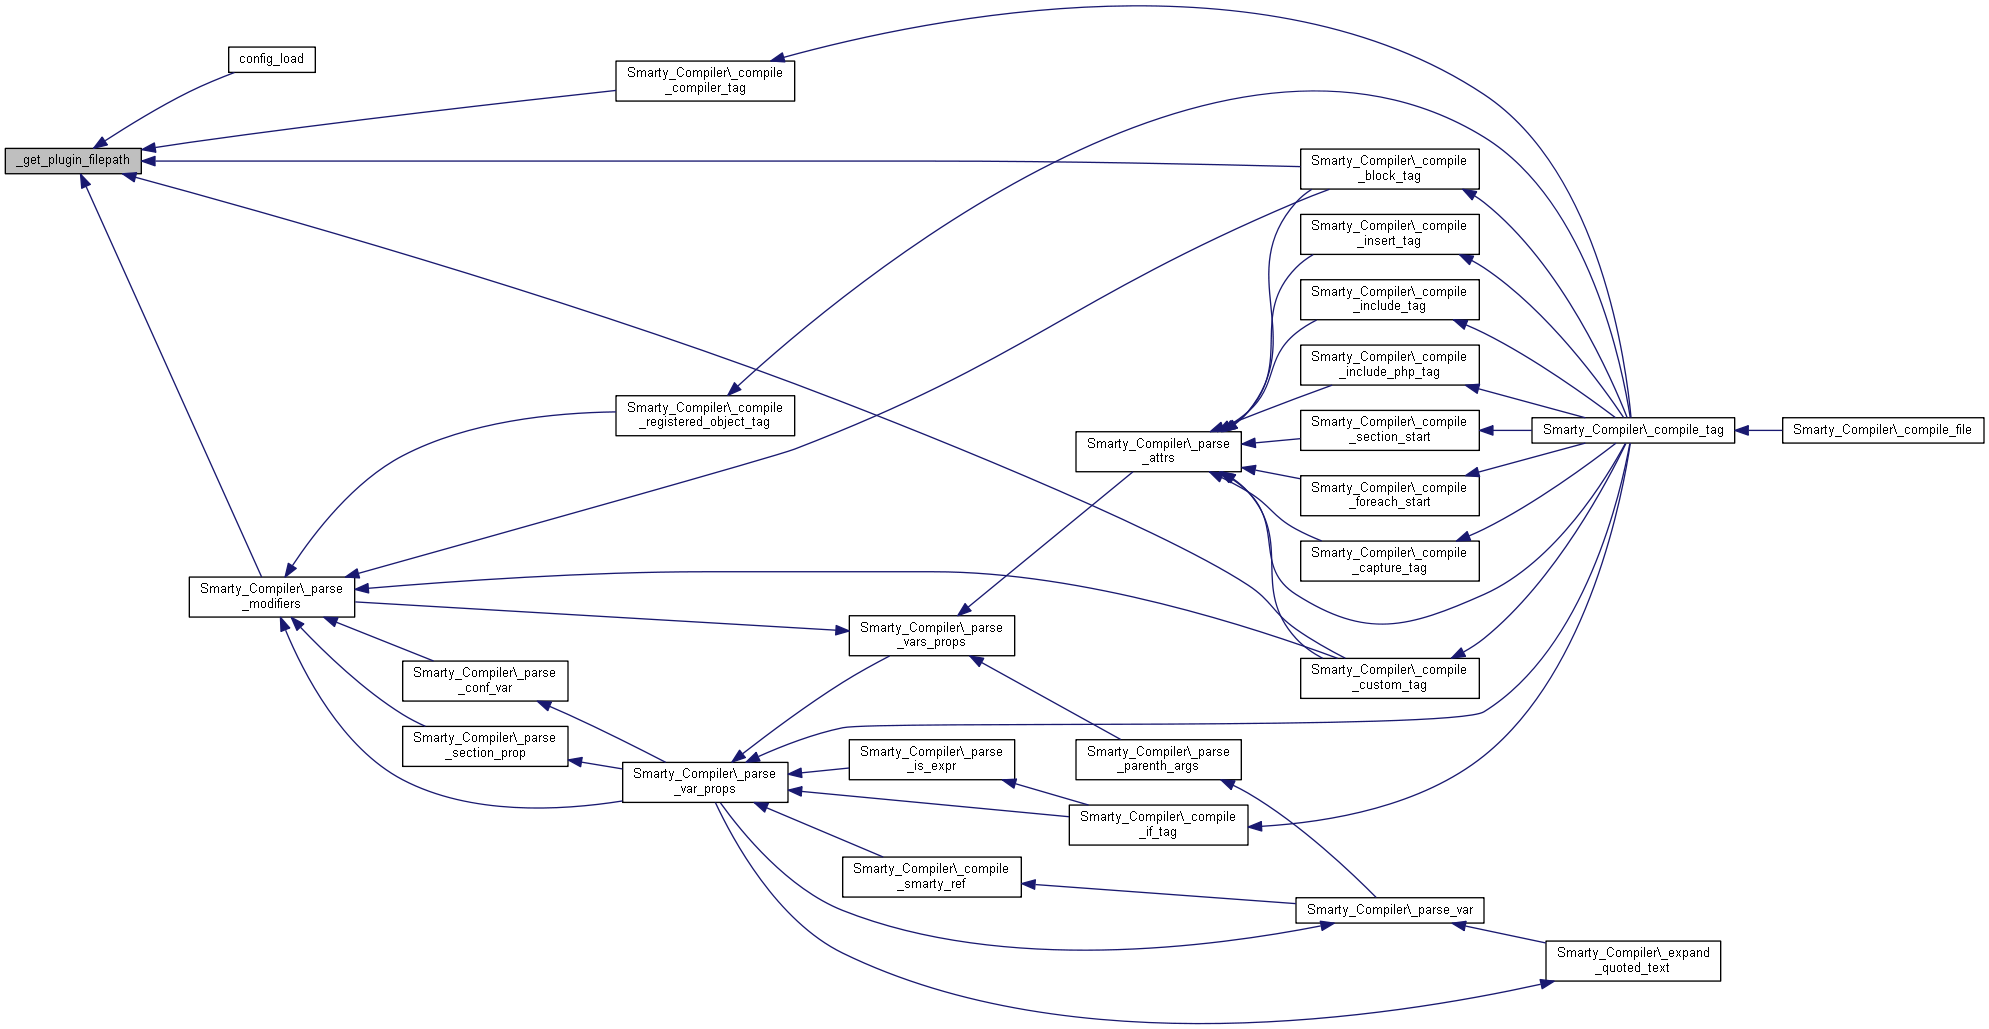 config_load
Smarty_Compiler\_compile
_compiler_tag
_get_plugin_filepath
Smarty_Compiler\_compile
_block_tag
Smarty_Compiler\_compile
_insert_tag
Smarty_Compiler\_compile
_include_tag
Smarty_Compiler\_compile
_include_php_tag
Smarty_Compiler\_compile
_registered_object_tag
Smarty_Compiler\_parse
_attrs
Smarty_Compiler\_compile
_section_start
Smarty_Compiler\_compile_tag
Smarty_Compiler\_compile_file
Smarty_Compiler\_compile
_foreach_start
Smarty_Compiler\_compile
_capture_tag
Smarty_Compiler\_parse
_modifiers
Smarty_Compiler\_parse
_vars_props
Smarty_Compiler\_compile
_custom_tag
Smarty_Compiler\_parse
_conf_var
Smarty_Compiler\_parse
_section_prop
Smarty_Compiler\_parse
_var_props
Smarty_Compiler\_parse
_is_expr
Smarty_Compiler\_parse
_parenth_args
Smarty_Compiler\_compile
_if_tag
Smarty_Compiler\_compile
_smarty_ref
Smarty_Compiler\_parse_var
Smarty_Compiler\_expand
_quoted_text